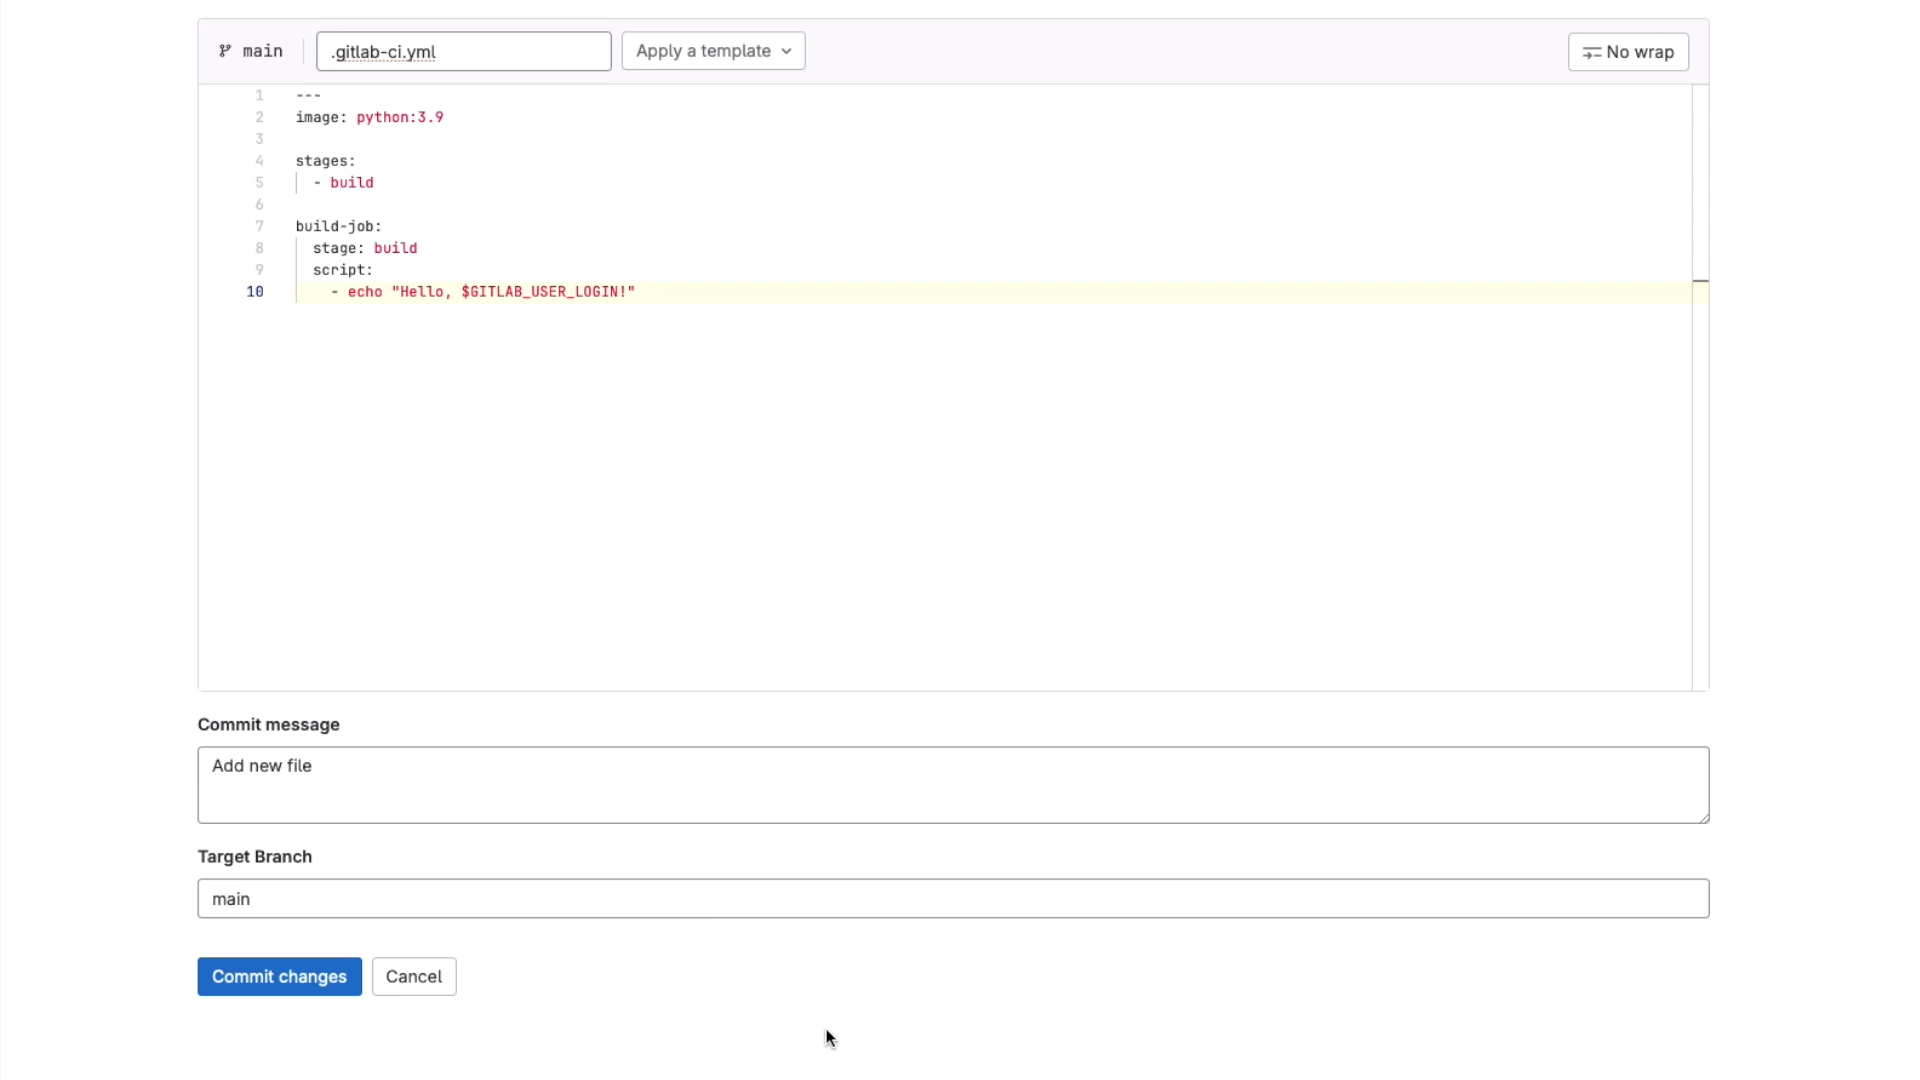 main .gitlab-ci.yml Apply a template No wrap
1 ---
2 image: python:3.9
3
4 stages:
5 - build
6
7 build-job:
8 stage: build
9 script:
10 - echo "Hello, $GITLAB_USER_LOGIN!"
Commit message
Add new file
Target Branch
main
Commit changes Cancel